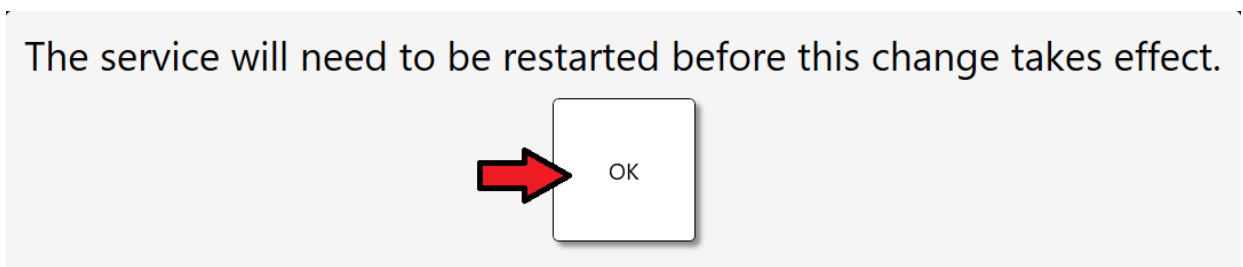 The service will need to be restarted before this change takes effect.
OK